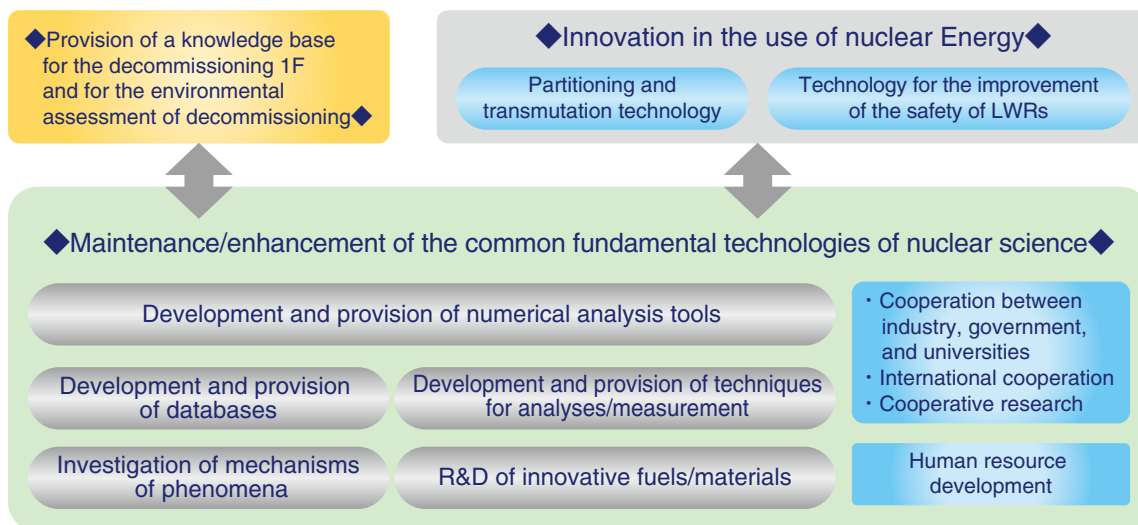 ◆Provision of a knowledge base
for the decommissioning 1F
and for the environmental
assessment of decommissioning◆
◆Innovation in the use of nuclear Energy◆
Partitioning and
transmutation technology
Technology for the improvement
of the safety of LWRs
◆Maintenance/enhancement of the common fundamental technologies of nuclear science◆
Development and provision of numerical analysis tools
Development and provision
of databases
Development and provision of techniques
for analyses/measurement
Investigation of mechanisms
of phenomena
R&D of innovative fuels/materials
・Cooperation between
industry, government,
and universities
・International cooperation
・Cooperative research
Human resource
development